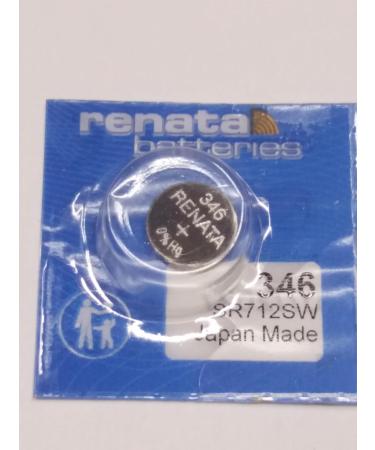 renata
batteries
346
RENATA
+
0%HG
346
SR712SW
Japan Made